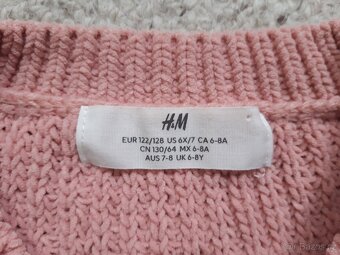 H&M
EUR 122/128 US 6X/7 CA 6-8A
CN 130/64 MX 6-8A
AUS 7-8 UK 6-8Y